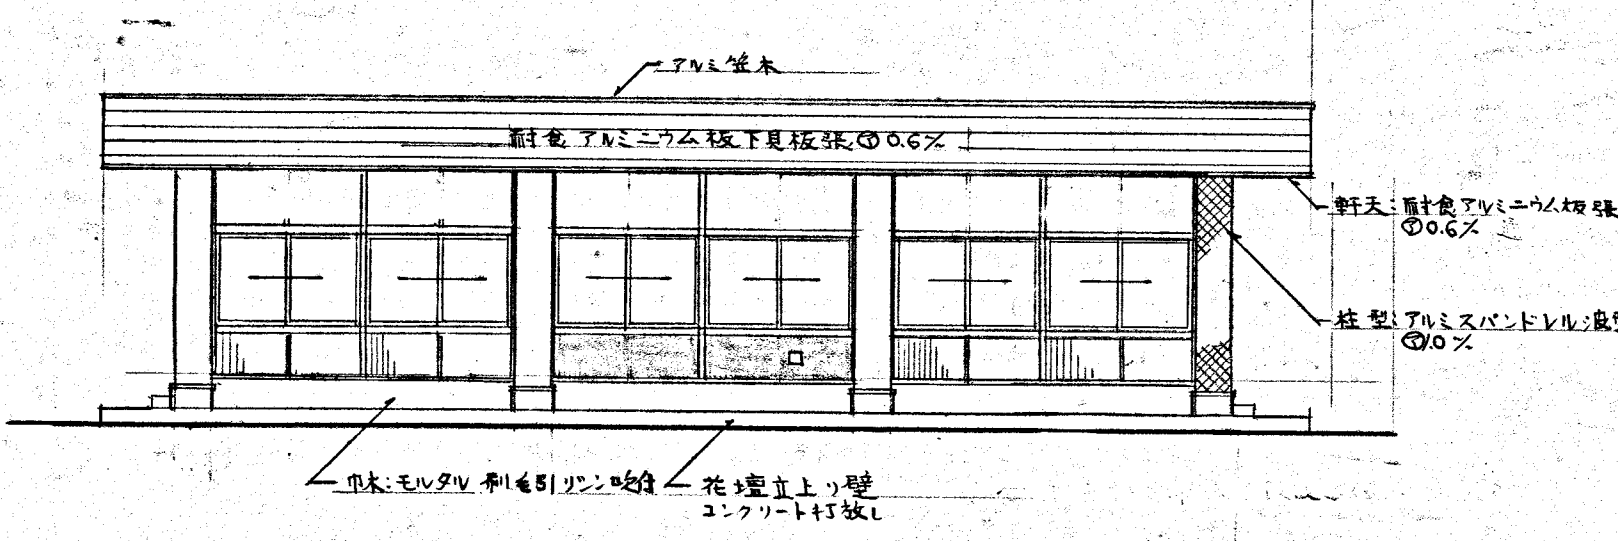 アルミ笠木
耐食アルミニウム板下見板張 ⑦0.6%
軒天:耐食アルミニウム板張
⑦0.6%
柱型:アルミスパンドレル波型
⑦1.0%
巾木:モルタル刷毛引リシン吹付
花壇立上り壁
コンクリート打放し